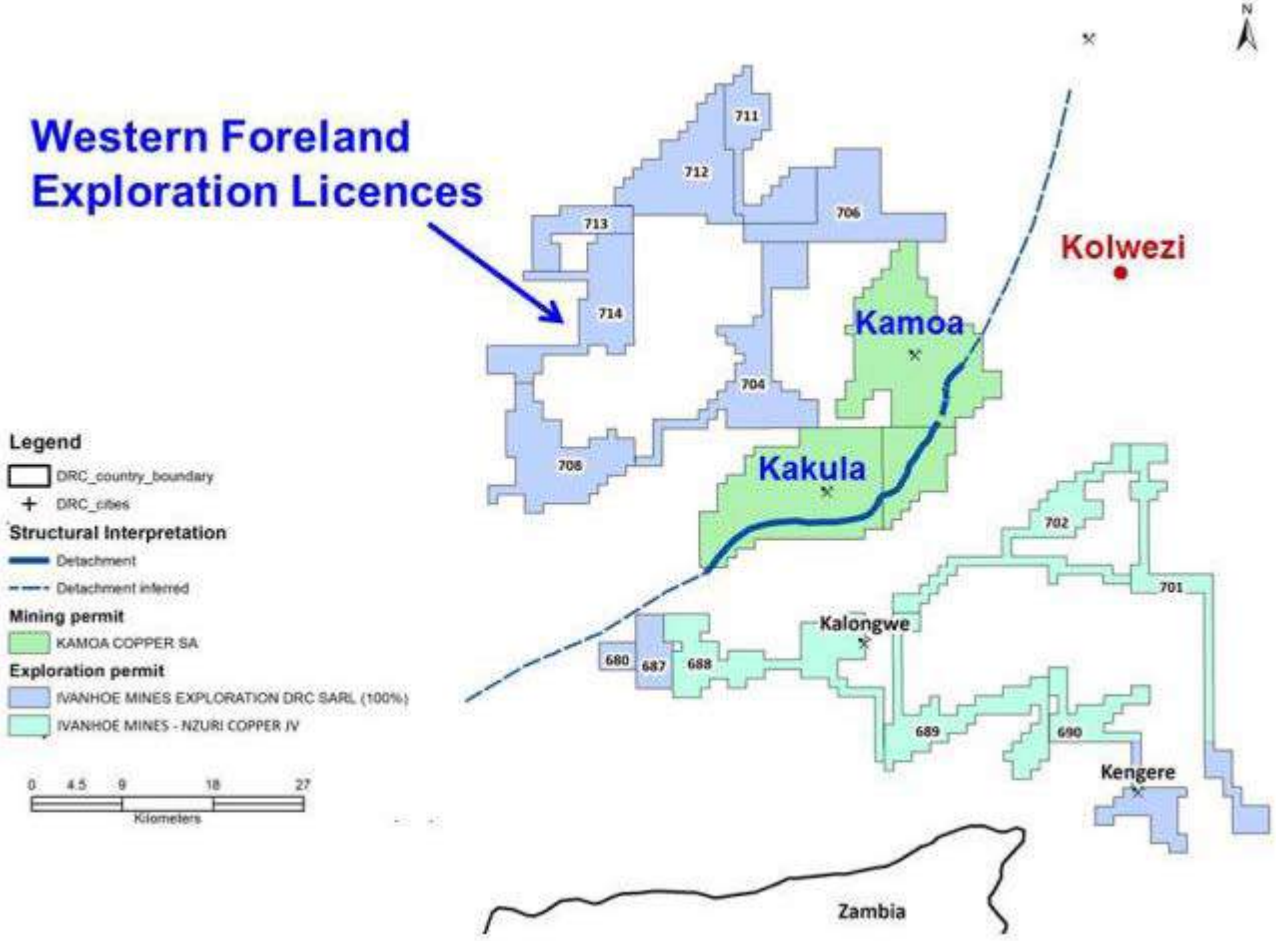 N
Western Foreland
Exploration Licences
711
712
706
713
Kolwezi
714
Kamoa
704
Kakula
708
702
701
Kalongwe
680
687
688
689
690
Kengere
Zambia
Legend
DRC_country_boundary
DRC_cities
Structural Interpretation
Detachment
Detachment inferred
Mining permit
KAMOA COPPER SA
Exploration permit
IVANHOE MINES EXPLORATION DRC SARL (100%)
IVANHOE MINES - NZURI COPPER JV
0 4.5 9 18 27
Kilometers